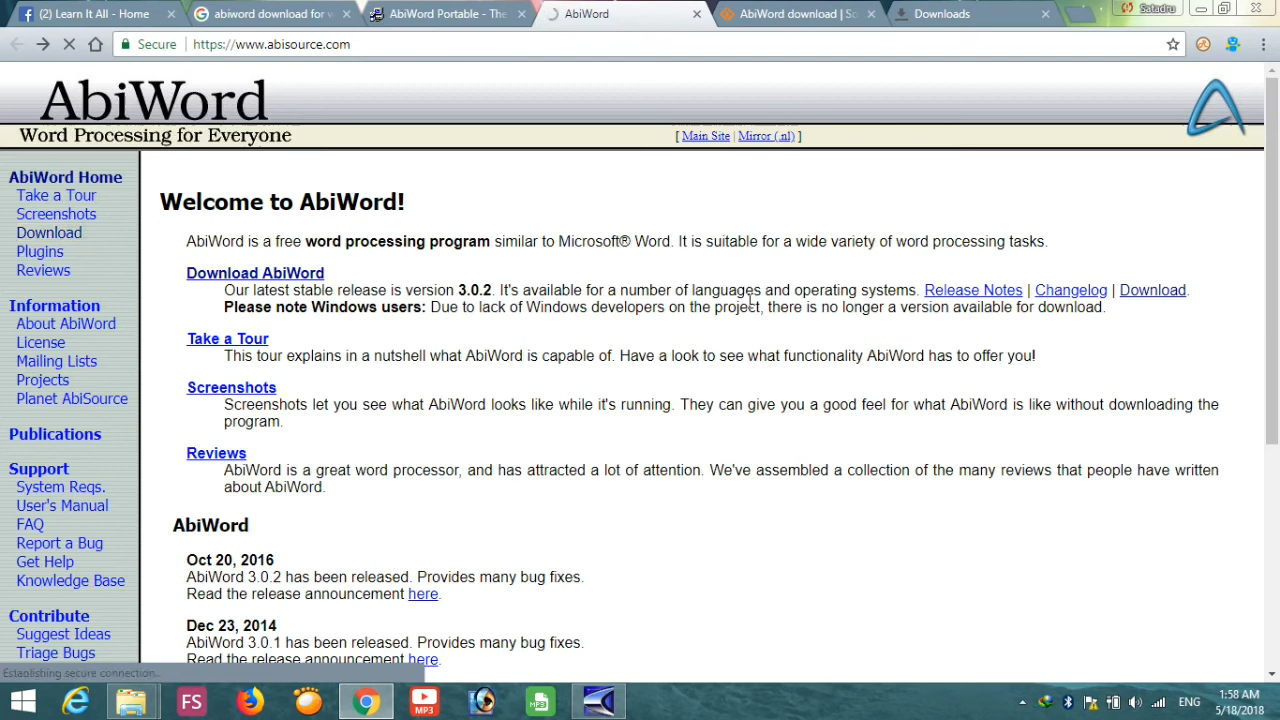 (2) Learn It All - Home
abiword download for v
AbiWord Portable - The
AbiWord
AbiWord download | So
Downloads
Satadru
Secure
https://www.abisource.com
AbiWord
Word Processing for Everyone
[ Main Site | Mirror (.nl) ]
AbiWord Home
Take a Tour
Screenshots
Download
Plugins
Reviews
Information
About AbiWord
License
Mailing Lists
Projects
Planet AbiSource
Publications
Support
System Reqs.
User's Manual
FAQ
Report a Bug
Get Help
Knowledge Base
Contribute
Suggest Ideas
Triage Bugs
Welcome to AbiWord!
AbiWord is a free word processing program similar to Microsoft® Word. It is suitable for a wide variety of word processing tasks.
Download AbiWord
Our latest stable release is version 3.0.2. It's available for a number of languages and operating systems. Release Notes | Changelog | Download.
Please note Windows users: Due to lack of Windows developers on the project, there is no longer a version available for download.
Take a Tour
This tour explains in a nutshell what AbiWord is capable of. Have a look to see what functionality AbiWord has to offer you!
Screenshots
Screenshots let you see what AbiWord looks like while it's running. They can give you a good feel for what AbiWord is like without downloading the
program.
Reviews
AbiWord is a great word processor, and has attracted a lot of attention. We've assembled a collection of the many reviews that people have written
about AbiWord.
AbiWord
Oct 20, 2016
AbiWord 3.0.2 has been released. Provides many bug fixes.
Read the release announcement here.
Dec 23, 2014
AbiWord 3.0.1 has been released. Provides many bug fixes.
Read the release announcement here.
Establishing secure connection...
FS
MP3
MP3
ENG
1:58 AM
5/18/2018